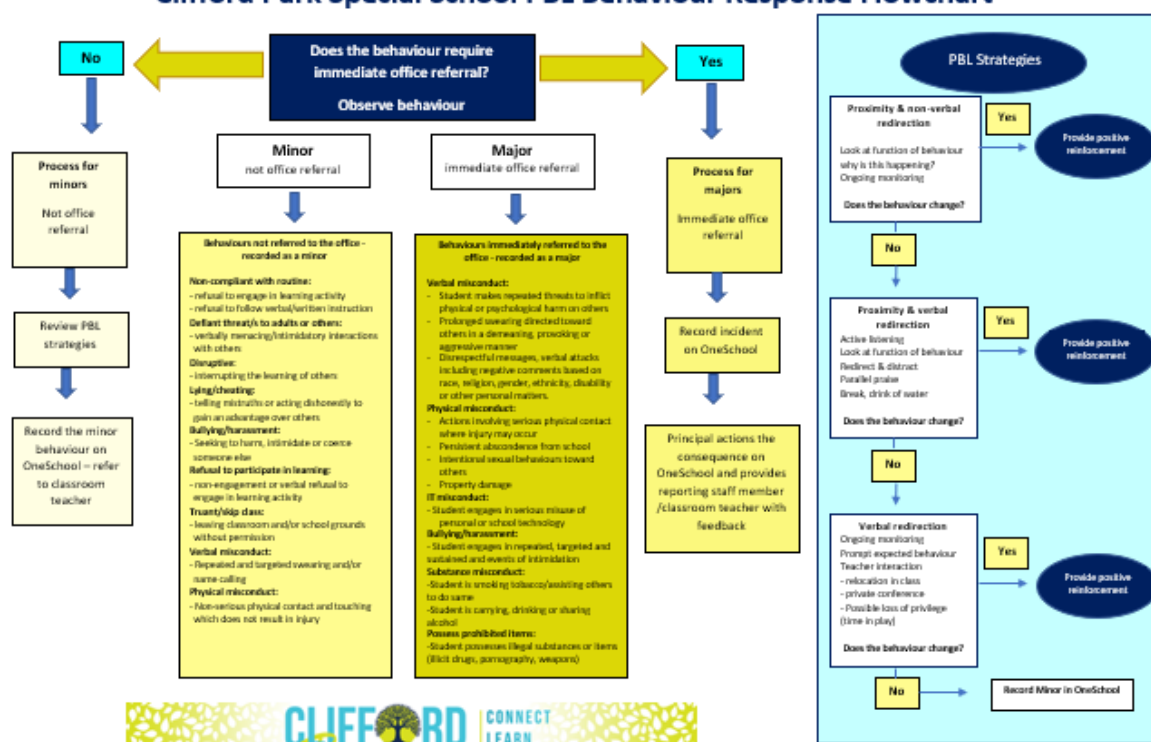 Clifford Park Special School PBL Behaviour Response Flowchart
No
Does the behaviour require
immediate office referral?
Observe behaviour
Yes
Process for
minors
Not office
referral
Review PBL
strategies
Record the minor
behaviour on
OneSchool – refer
to classroom
teacher
Minor
not office referral
Behaviours not referred to the office -
recorded as a minor
Non-compliant with routine:
- refusal to engage in learning activity
- refusal to follow verbal/written instruction
Defiant threat/s to adults or others:
- verbally menacing/intimidatory interactions
with others
Disruptive:
- interrupting the learning of others
Lying/cheating:
- telling mistruths or acting dishonestly to
gain an advantage over others
Bullying/harassment:
- Seeking to harm, intimidate or coerce
someone else
Refusal to participate in learning:
- non-engagement or verbal refusal to
engage in learning activity
Truant/skip class:
- leaving classroom and/or school grounds
without permission
Verbal misconduct:
- Repeated and targeted swearing and/or
name calling
Physical misconduct:
- Non-serious physical contact and touching
which does not result in injury
Major
immediate office referral
Behaviours immediately referred to the
office - recorded as a major
Verbal misconduct:
- Student makes repeated threats to inflict
physical or psychological harm on others
- Prolonged swearing directed toward
others in a demeaning, provoking or
aggressive manner
- Disrespectful messages, verbal attacks
including negative comments based on
race, religion, gender, ethnicity, disability
or other personal matters.
Physical misconduct:
- Actions involving serious physical contact
where injury may occur
- Persistent abscondence from school
- Intentional sexual behaviours toward
others
- Property damage
IT misconduct:
- Student engages in serious misuse of
personal or school technology
Bullying/harassment:
- Student engages in repeated, targeted and
sustained and events of intimidation
Substance misconduct:
-Student is smoking tobacco/assisting others
to do same
-Student is carrying, drinking or sharing
alcohol
Possess prohibited items:
-Student possesses illegal substances or items
(illicit drugs, pornography, weapons)
Process for
majors
Immediate office
referral
Record incident
on OneSchool
Principal actions the
consequence on
OneSchool and provides
reporting staff member
/classroom teacher with
feedback
PBL Strategies
Proximity & non-verbal
redirection
Look at function of behaviour
why is this happening?
Ongoing monitoring
Does the behaviour change?
Yes
Provide positive
reinforcement
No
Proximity & verbal
redirection
Active listening
Look at function of behaviour
Redirect & distract
Parallel praise
Break, drink of water
Does the behaviour change?
Yes
Provide positive
reinforcement
No
Verbal redirection
Ongoing monitoring
Prompt expected behaviour
Teacher interaction
- relocation in class
- private conference
- Possible loss of privilege
(time in play)
Does the behaviour change?
Yes
Provide positive
reinforcement
No
Record Minor in OneSchool
CLIFFORD
CONNECT
LEARN